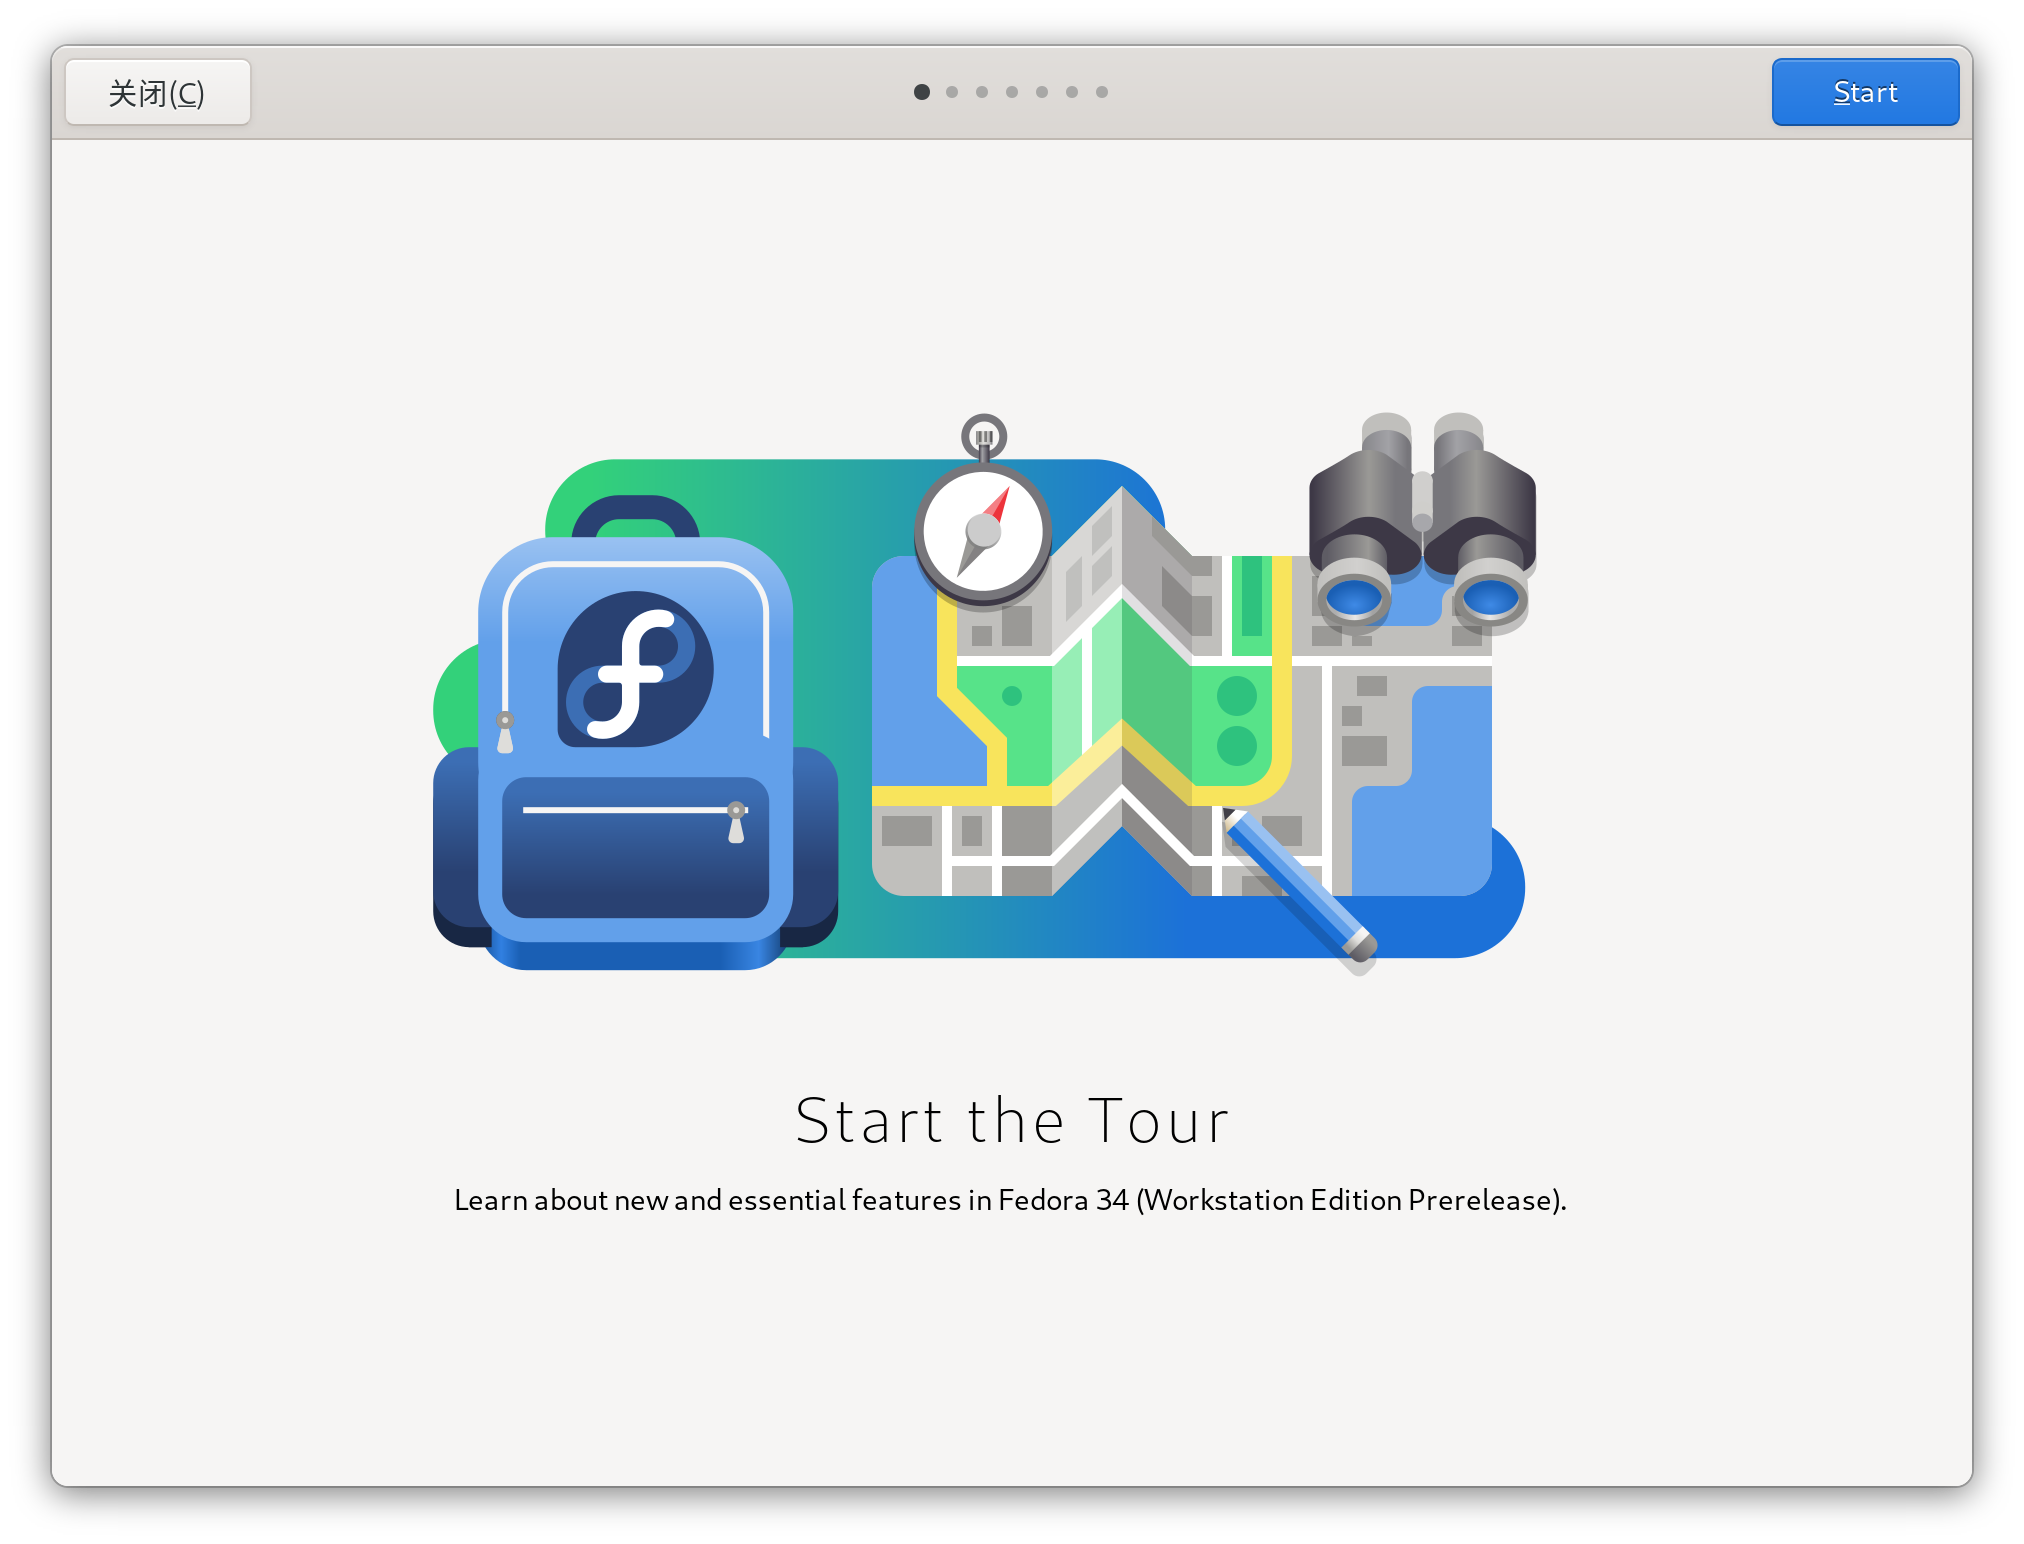 关闭(C)
Start
Start the Tour
Learn about new and essential features in Fedora 34 (Workstation Edition Prerelease).